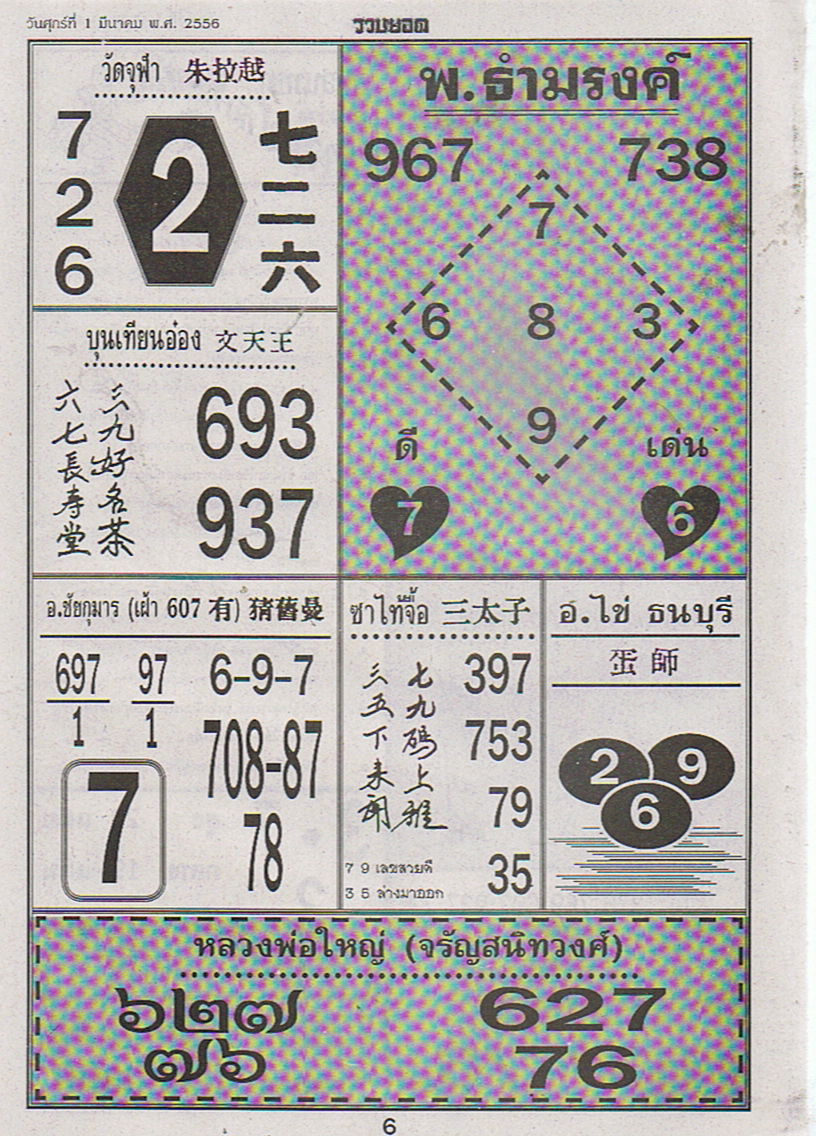 วันศุกร์ที่ 1 มีนาคม พ.ศ. 2556 รวบยอด
วัดจุฬา 朱拉越
7 七
2 2 二
6 六
พ.ธำมรงค์
967 738
7
6 8 3
9
ดี เด่น
7 6
บุนเทียนอ๋อง 文天王
六七長寿堂
三九好名茶
693
937
อ.ชัยกุมาร (เฝ้า 607 有) 猜舊曼
697 97 6-9-7
1 1
708-87
7 78
ซาไท้จื้อ 三太子
三五下来
七九碼上
397
753
79
35
7 9 เลขสวยดี
3 5 ล่างมาออก
อ.ไข่ ธนบุรี
蛋師
2 9
6
หลวงพ่อใหญ่ (จรัญสนิทวงศ์)
๖๒๗ 627
๗๖ 76
6